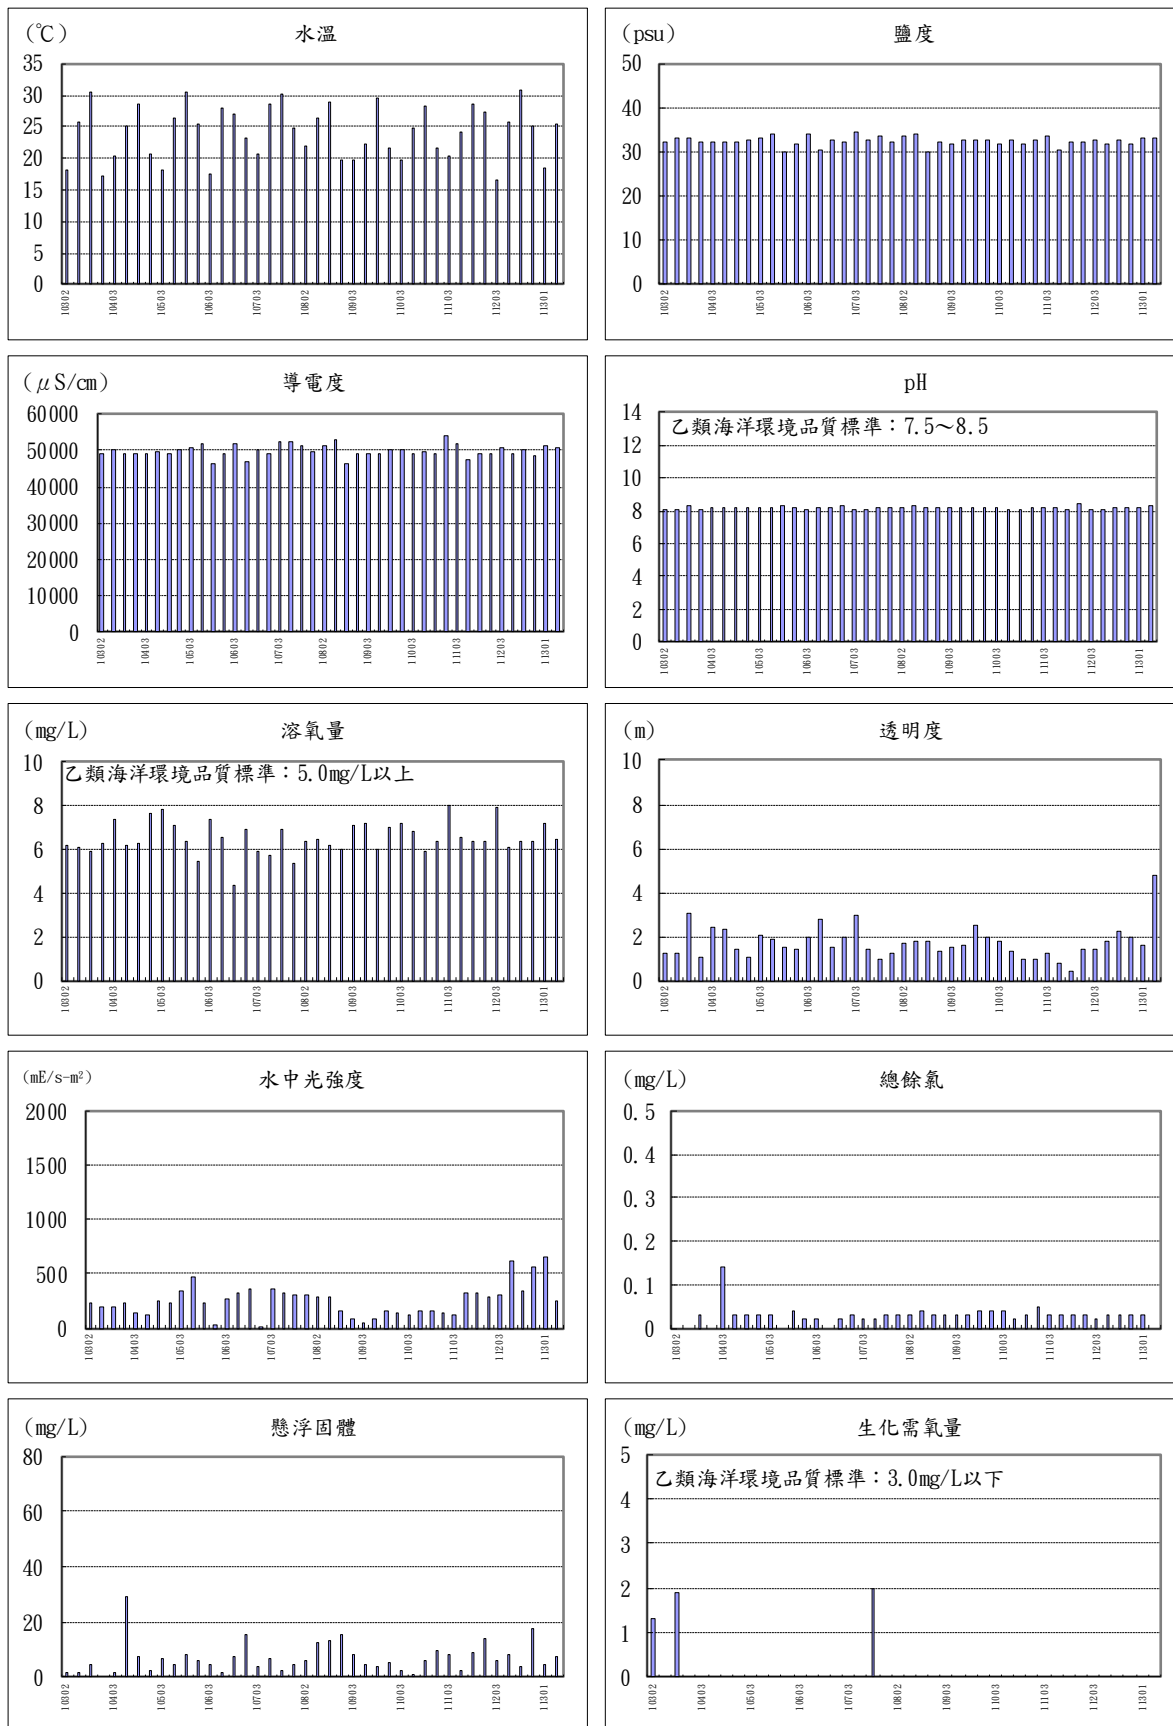 (℃) 水溫
35
30
25
20
15
10
5
0
10302 10403 10503 10603 10703 10802 10903 11003 11103 11203 11301
(psu) 鹽度
50
40
30
20
10
0
10302 10403 10503 10603 10703 10802 10903 11003 11103 11203 11301
(μS/cm) 導電度
60000
50000
40000
30000
20000
10000
0
10302 10403 10503 10603 10703 10802 10903 11003 11103 11203 11301
pH
14
乙類海洋環境品質標準：7.5～8.5
12
10
8
6
4
2
0
10302 10403 10503 10603 10703 10802 10903 11003 11103 11203 11301
(mg/L) 溶氧量
10
乙類海洋環境品質標準：5.0mg/L以上
8
6
4
2
0
10302 10403 10503 10603 10703 10802 10903 11003 11103 11203 11301
(m) 透明度
10
8
6
4
2
0
10302 10403 10503 10603 10703 10802 10903 11003 11103 11203 11301
(mE/s-m²) 水中光強度
2000
1500
1000
500
0
10302 10403 10503 10603 10703 10802 10903 11003 11103 11203 11301
(mg/L) 總餘氯
0.5
0.4
0.3
0.2
0.1
0
10302 10403 10503 10603 10703 10802 10903 11003 11103 11203 11301
(mg/L) 懸浮固體
80
60
40
20
0
10302 10403 10503 10603 10703 10802 10903 11003 11103 11203 11301
(mg/L) 生化需氧量
5
乙類海洋環境品質標準：3.0mg/L以下
4
3
2
1
0
10302 10403 10503 10603 10703 10802 10903 11003 11103 11203 11301